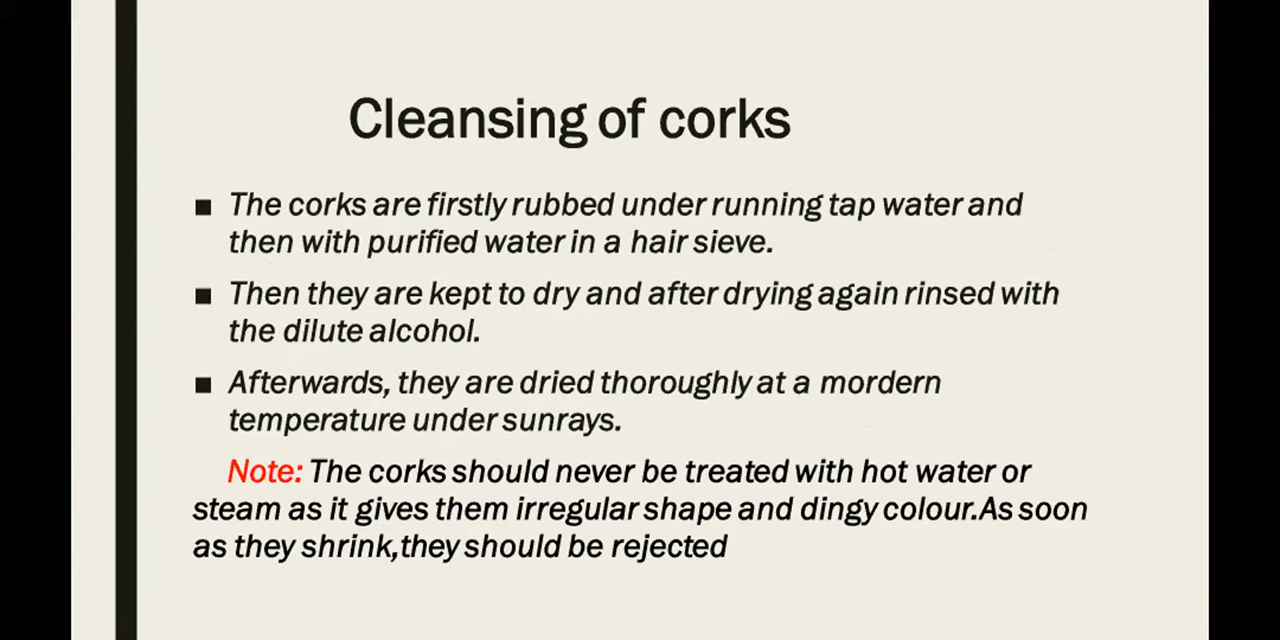 Cleansing of corks
■ The corks are firstly rubbed under running tap water and
then with purified water in a hair sieve.
■ Then they are kept to dry and after drying again rinsed with
the dilute alcohol.
■ Afterwards, they are dried thoroughly at a mordern
temperature under sunrays.
Note: The corks should never be treated with hot water or
steam as it gives them irregular shape and dingy colour.As soon
as they shrink,they should be rejected